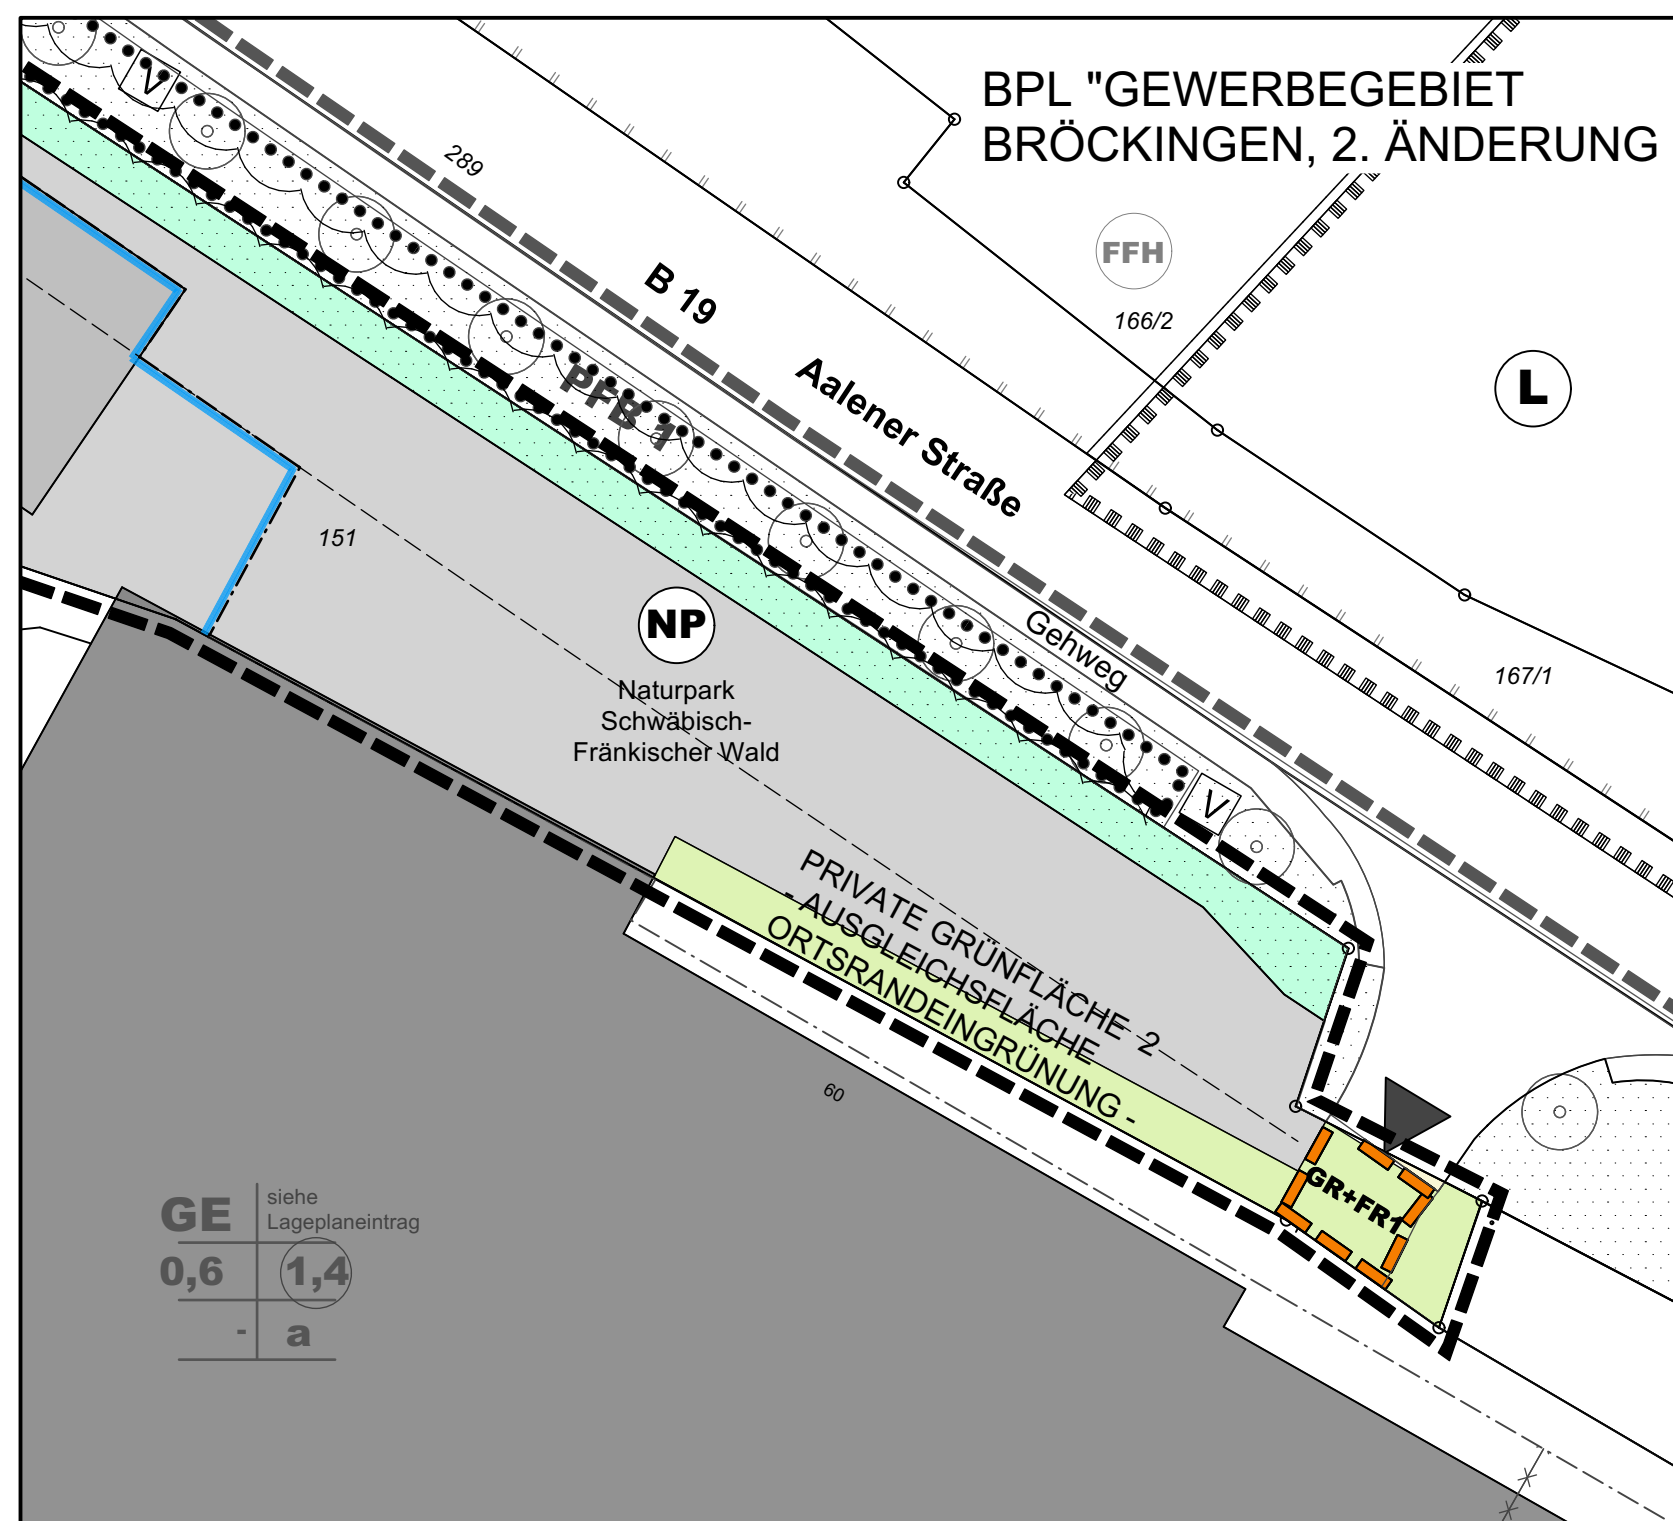 BPL "GEWERBEGEBIET
BRÖCKINGEN, 2. ÄNDERUNG
V
289
B 19
Aalener Straße
FFH
166/2
L
PFB 1
151
NP
Naturpark
Schwäbisch-
Fränkischer Wald
Gehweg
167/1
V
PRIVATE GRÜNFLÄCHE 2
- AUSGLEICHSFLÄCHE
ORTSRANDEINGRÜNUNG -
60
GR+FR1
GE
siehe
Lageplaneintrag
0,6
1,4
-
a